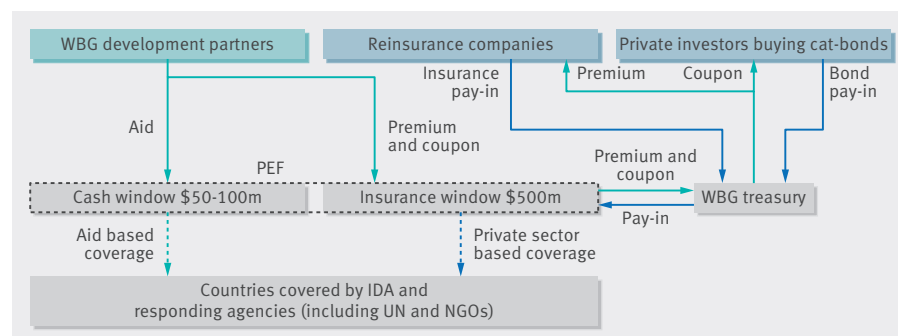 WBG development partners
Reinsurance companies
Private investors buying cat-bonds
Insurance
pay-in
Premium
Coupon
Bond
pay-in
Aid
Premium
and coupon
PEF
Premium and
coupon
Cash window $50-100m
Insurance window $500m
WBG treasury
Pay-in
Aid based
coverage
Private sector
based coverage
Countries covered by IDA and
responding agencies (including UN and NGOs)